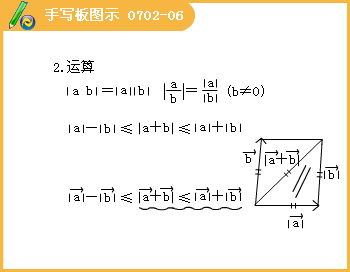 手写板图示 0702-06
2.运算
|a b|=|a||b| |a/b|=|a|/|b| (b≠0)
|a|-|b|≤|a+b|≤|a|+|b|
|a⃗|-|b⃗|≤|a⃗+b⃗|≤|a⃗|+|b⃗|
b⃗ |a⃗+b⃗| |b⃗|
|a⃗|